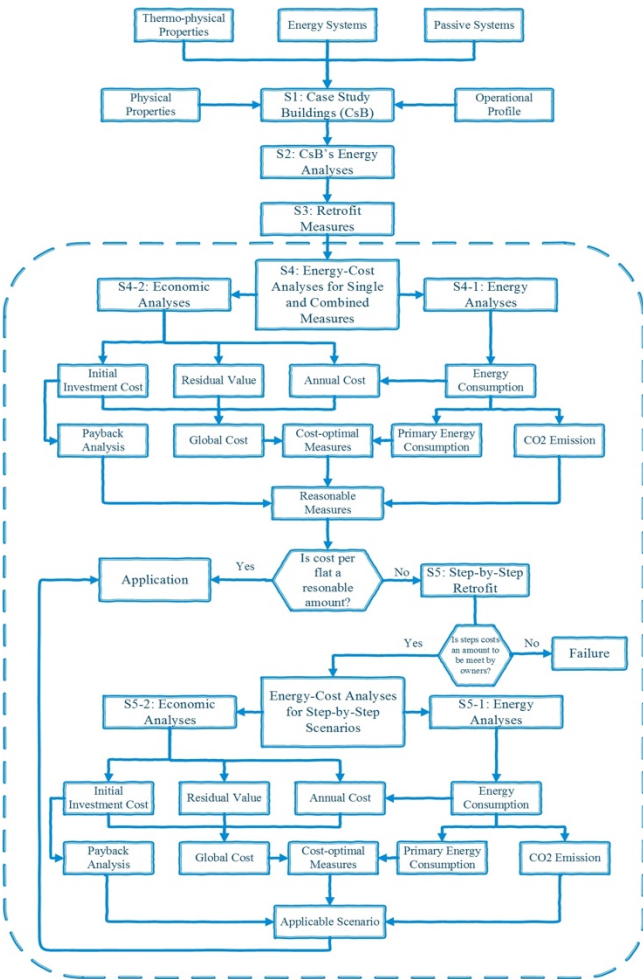 Thermo-physical
Properties
Energy Systems
Passive Systems
Physical
Properties
S1: Case Study
Buildings (CsB)
Operational
Profile
S2: CsB's Energy
Analyses
S3: Retrofit
Measures
S4-2: Economic
Analyses
S4: Energy-Cost
Analyses for Single
and Combined
Measures
S4-1: Energy
Analyses
Initial
Investment Cost
Residual Value
Annual Cost
Energy
Consumption
Payback
Analysis
Global Cost
Cost-optimal
Measures
Primary Energy
Consumption
CO2 Emission
Reasonable
Measures
Application
Yes
Is cost per
flat a
resonable
amount?
No
S5: Step-by-Step
Retrofit
Yes
Is steps costs
an amount to
be meet by
owners?
No
Failure
S5-2: Economic
Analyses
Energy-Cost Analyses
for Step-by-Step
Scenarios
S5-1: Energy
Analyses
Initial
Investment Cost
Residual Value
Annual Cost
Energy
Consumption
Payback
Analysis
Global Cost
Cost-optimal
Measures
Primary Energy
Consumption
CO2 Emission
Applicable Scenario